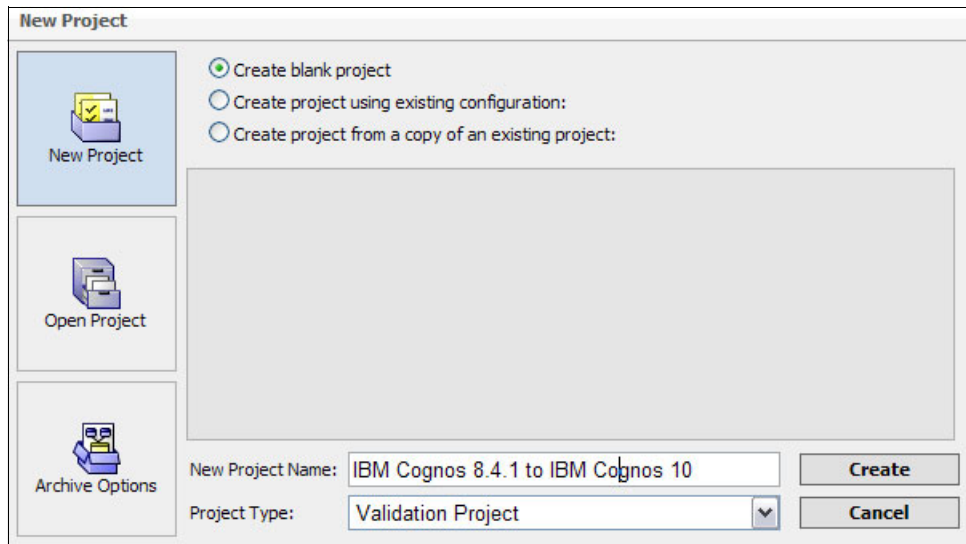 New Project
Create blank project
Create project using existing configuration:
Create project from a copy of an existing project:
New Project
Open Project
Archive Options
New Project Name: IBM Cognos 8.4.1 to IBM Cognos 10 Create
Project Type: Validation Project Cancel